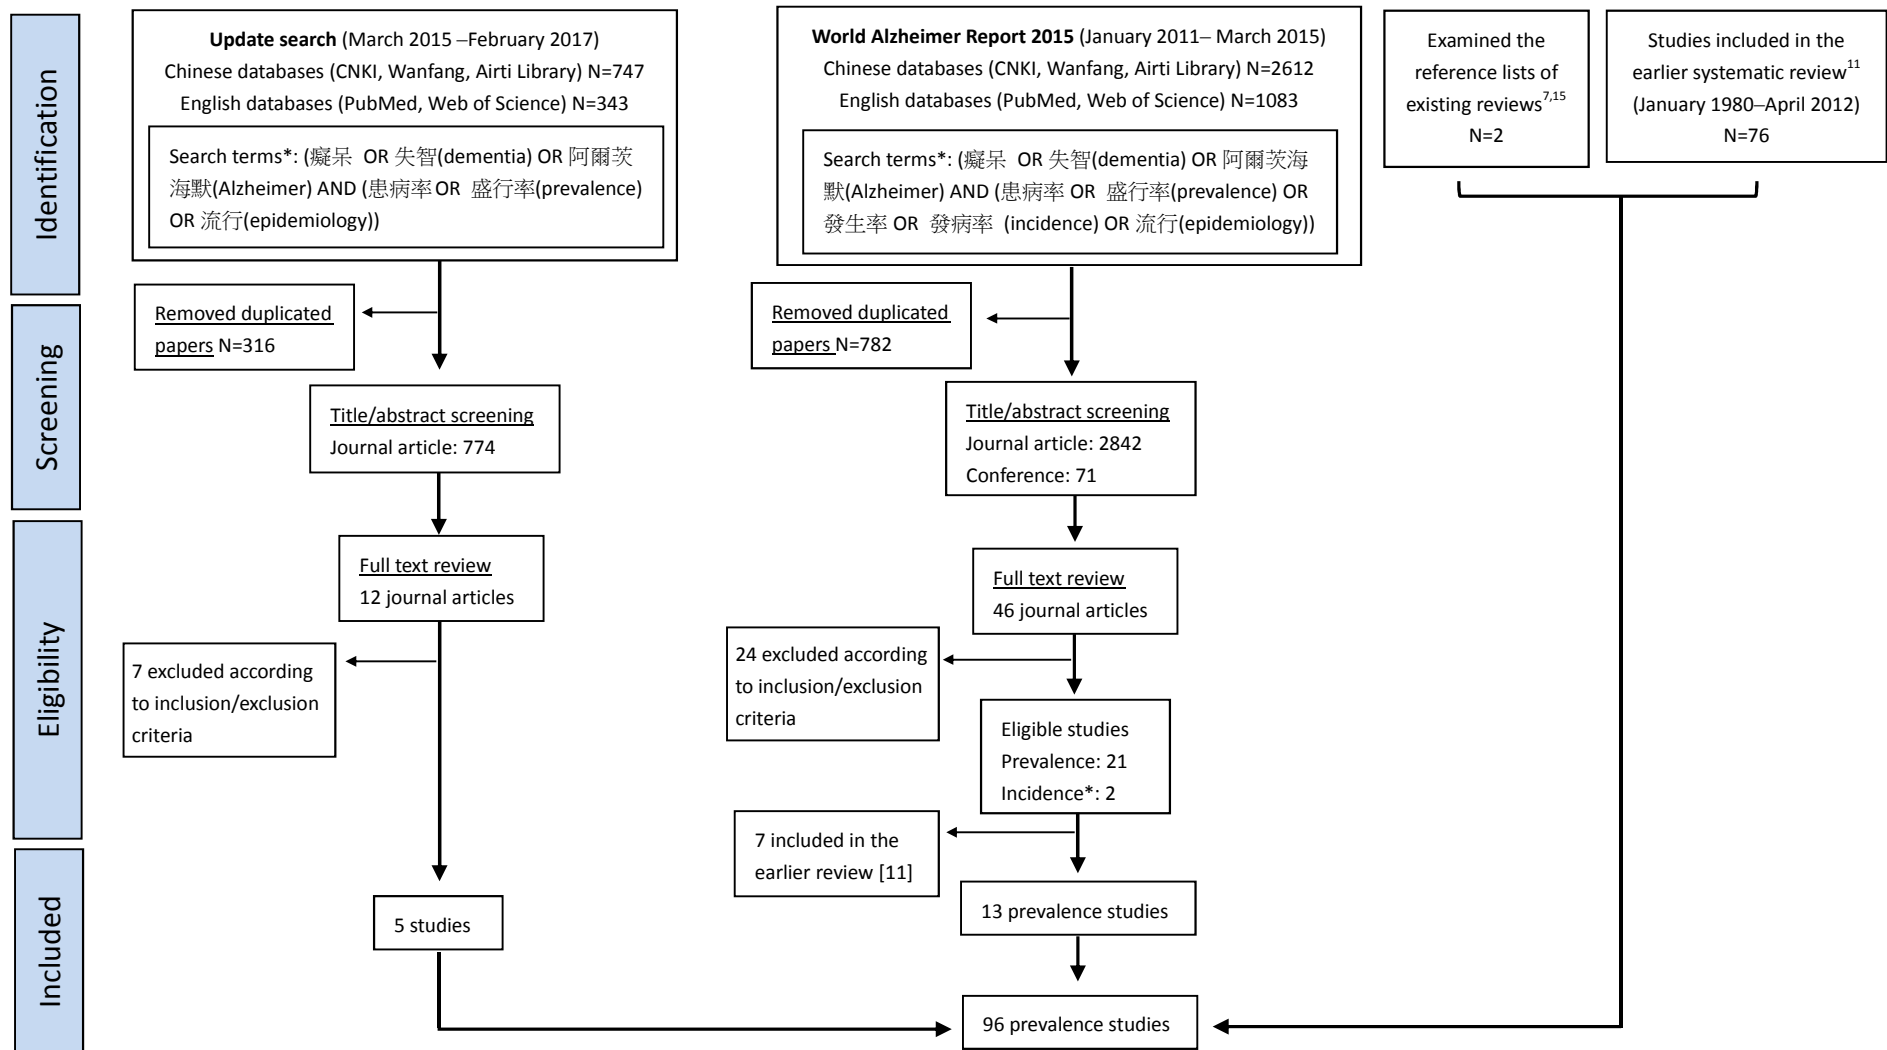 Identification
Update search (March 2015 –February 2017)
Chinese databases (CNKI, Wanfang, Airti Library) N=747
English databases (PubMed, Web of Science) N=343
Search terms*: (癡呆 OR 失智(dementia) OR 阿爾茨
海默(Alzheimer) AND (患病率 OR 盛行率(prevalence)
OR 流行(epidemiology))
World Alzheimer Report 2015 (January 2011– March 2015)
Chinese databases (CNKI, Wanfang, Airti Library) N=2612
English databases (PubMed, Web of Science) N=1083
Search terms*: (癡呆 OR 失智(dementia) OR 阿爾茨海
默(Alzheimer) AND (患病率 OR 盛行率(prevalence) OR
發生率 OR 發病率 (incidence) OR 流行(epidemiology))
Examined the
reference lists of
existing reviews7,15
N=2
Studies included in the
earlier systematic review11
(January 1980–April 2012)
N=76
Screening
Removed duplicated
papers N=316
Removed duplicated
papers N=782
Title/abstract screening
Journal article: 774
Title/abstract screening
Journal article: 2842
Conference: 71
Eligibility
Full text review
12 journal articles
Full text review
46 journal articles
7 excluded according
to inclusion/exclusion
criteria
24 excluded according
to inclusion/exclusion
criteria
Eligible studies
Prevalence: 21
Incidence*: 2
7 included in the
earlier review [11]
Included
5 studies
13 prevalence studies
96 prevalence studies